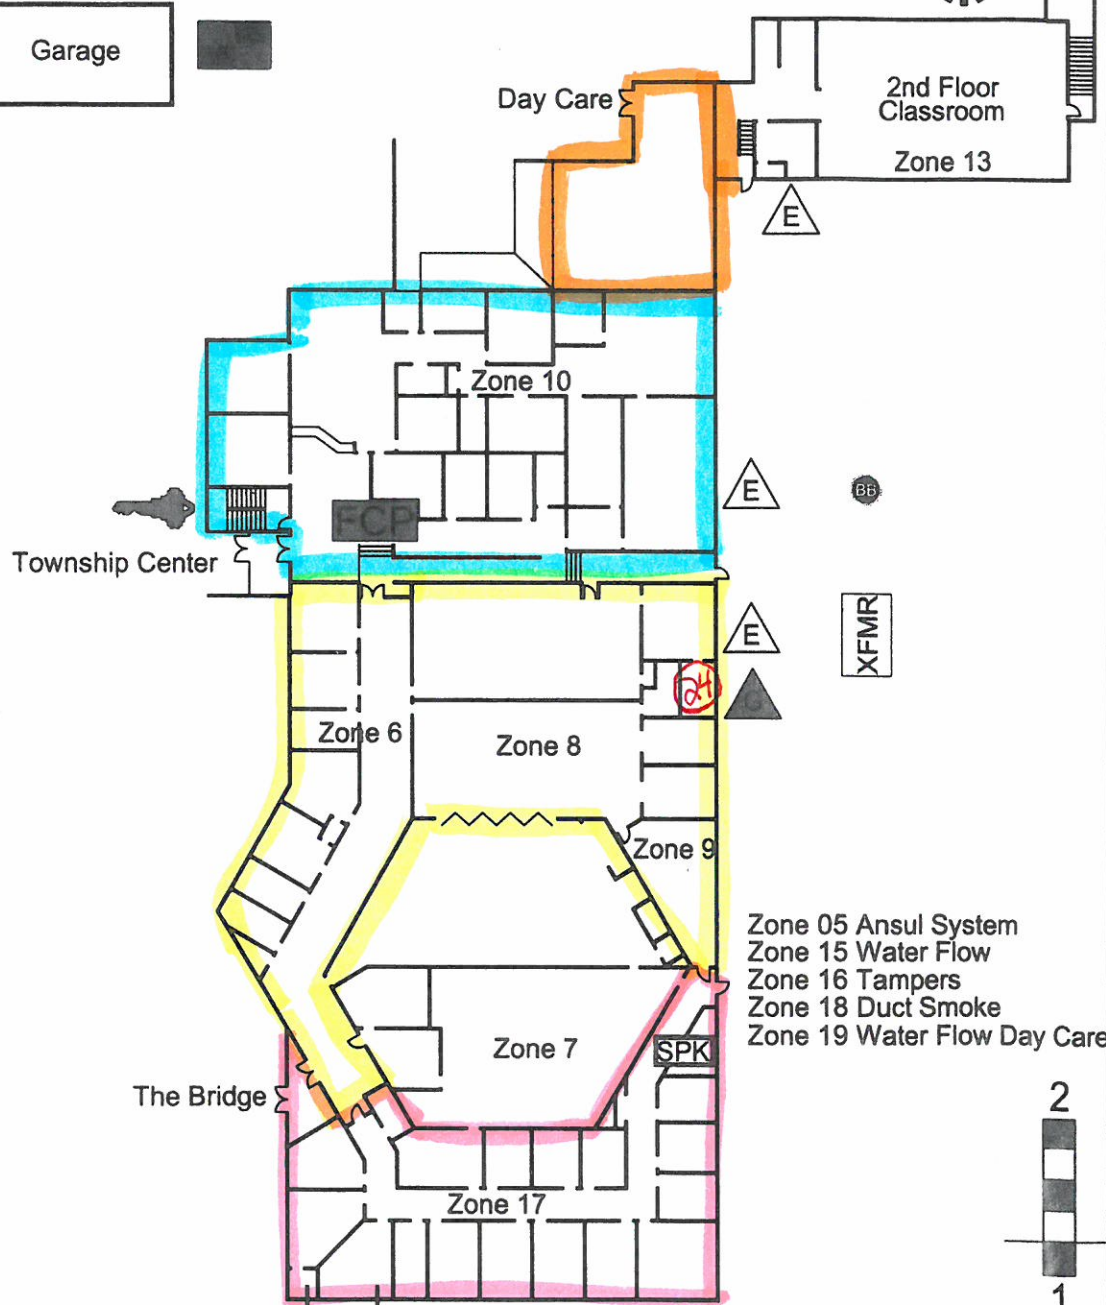 Garage
Day Care
2nd Floor
Classroom
Zone 13
E
Zone 10
E
BB
FCP
Township Center
E
XFMR
24
G
Zone 6
Zone 8
Zone 9
Zone 05 Ansul System
Zone 15 Water Flow
Zone 16 Tampers
Zone 18 Duct Smoke
Zone 19 Water Flow Day Care
Zone 7
SPK
The Bridge
2
Zone 17
1